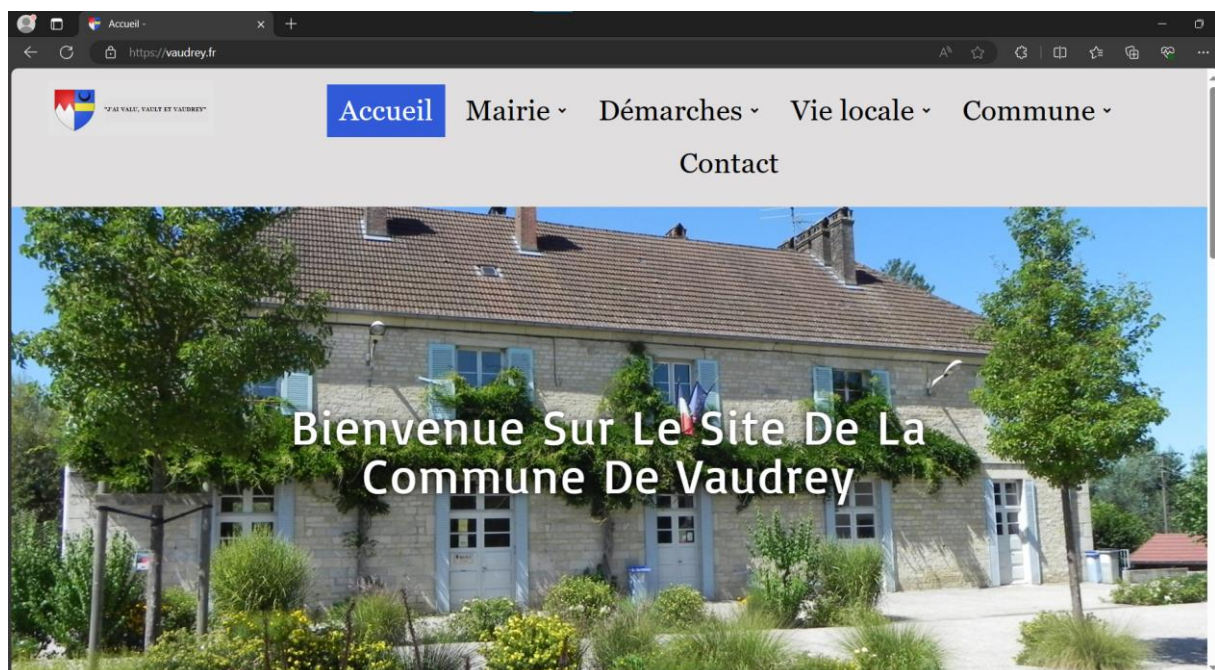 Accueil -
https://vaudrey.fr
"J'AI VALU, VAULT ET VAUDREY"
Accueil Mairie Démarches Vie locale Commune
Contact
Bienvenue Sur Le Site De La
Commune De Vaudrey